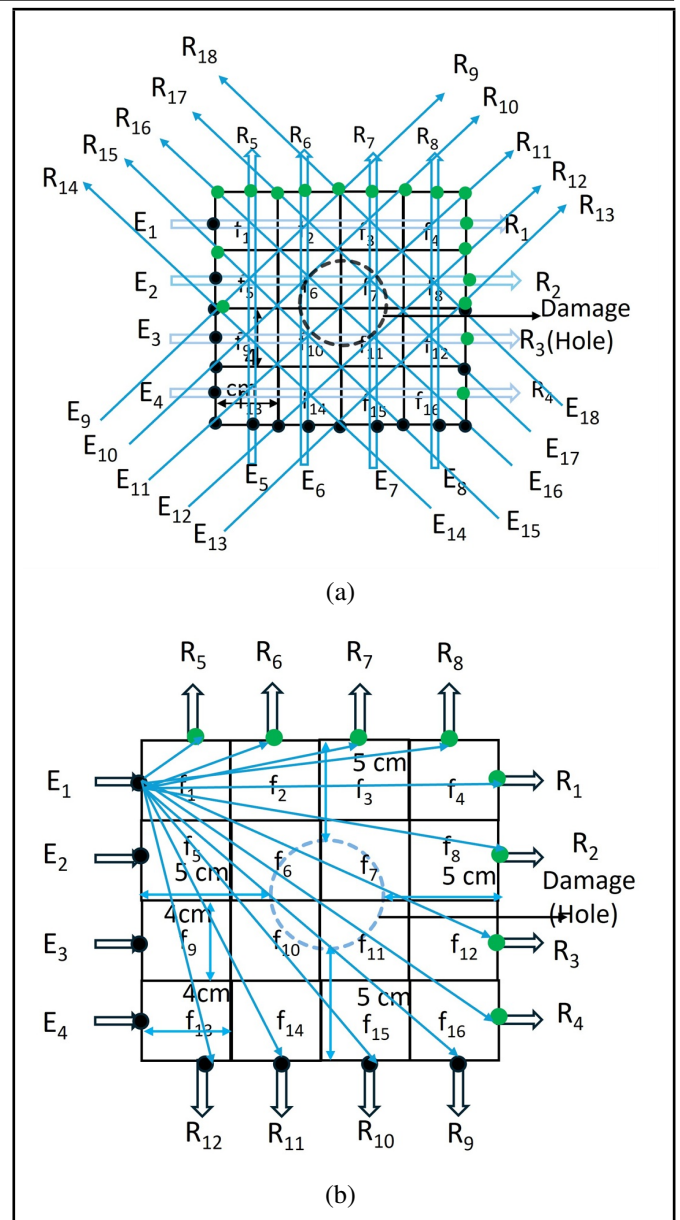 R18 R9
R17 R10
R16 R5 R6 R7 R8 R11
R15 R12
R14 R13
E1 f1 f2 f3 f4 R1
E2 f5 f6 f7 f8 R2
Damage
E3 f9 f10 f11 f12 R3 (Hole)
4
cm
E4 f13 f14 f15 f16 R4
E9 E18
E10 E17
E11 E5 E6 E7 E8 E16
E12 E15
E13 E14
(a)
R5 R6 R7 R8
5 cm
E1 f1 f2 f3 f4 R1
E2 f5 f6 f7 f8 R2
5 cm 5 cm Damage
4cm (Hole)
E3 f9 f10 f11 f12 R3
4cm 5 cm
E4 f13 f14 f15 f16 R4
R12 R11 R10 R9
(b)